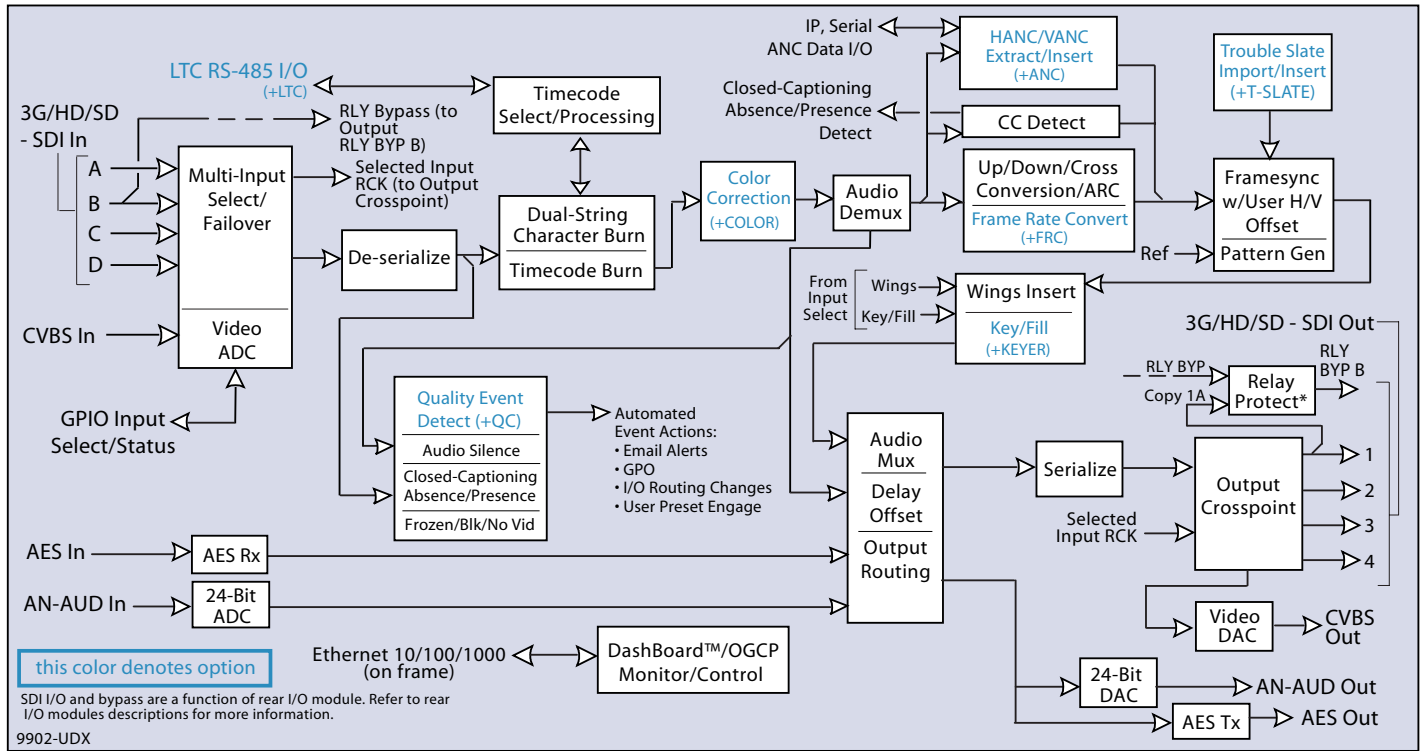 IP, Serial
ANC Data I/O
HANC/VANC
Extract/Insert
(+ANC)
Trouble Slate
Import/Insert
(+T-SLATE)
LTC RS-485 I/O
(+LTC)
Timecode
Select/Processing
Closed-Captioning
Absence/Presence
Detect
CC Detect
3G/HD/SD
- SDI In
RLY Bypass (to
Output
RLY BYP B)
A
B
C
D
Multi-Input
Select/
Failover
Selected Input
RCK (to Output
Crosspoint)
Color
Correction
(+COLOR)
Audio
Demux
Up/Down/Cross
Conversion/ARC
Frame Rate Convert
(+FRC)
Framesync
w/User H/V
Offset
Pattern Gen
Ref
De-serialize
Dual-String
Character Burn
Timecode Burn
From
Input
Select
Wings
Key/Fill
Wings Insert
Key/Fill
(+KEYER)
CVBS In
Video
ADC
3G/HD/SD - SDI Out
RLY BYP
Copy 1A
Relay
Protect*
RLY
BYP B
GPIO Input
Select/Status
Quality Event
Detect (+QC)
Audio Silence
Closed-Captioning
Absence/Presence
Frozen/Blk/No Vid
Automated
Event Actions:
• Email Alerts
• GPO
• I/O Routing Changes
• User Preset Engage
Audio
Mux
Delay
Offset
Output
Routing
Serialize
Selected
Input RCK
Output
Crosspoint
1
2
3
4
AES In
AES Rx
AN-AUD In
24-Bit
ADC
Video
DAC
CVBS
Out
this color denotes option
Ethernet 10/100/1000
(on frame)
DashBoard™/OGCP
Monitor/Control
24-Bit
DAC
AN-AUD Out
AES Tx
AES Out
SDI I/O and bypass are a function of rear I/O module. Refer to rear
I/O modules descriptions for more information.
9902-UDX